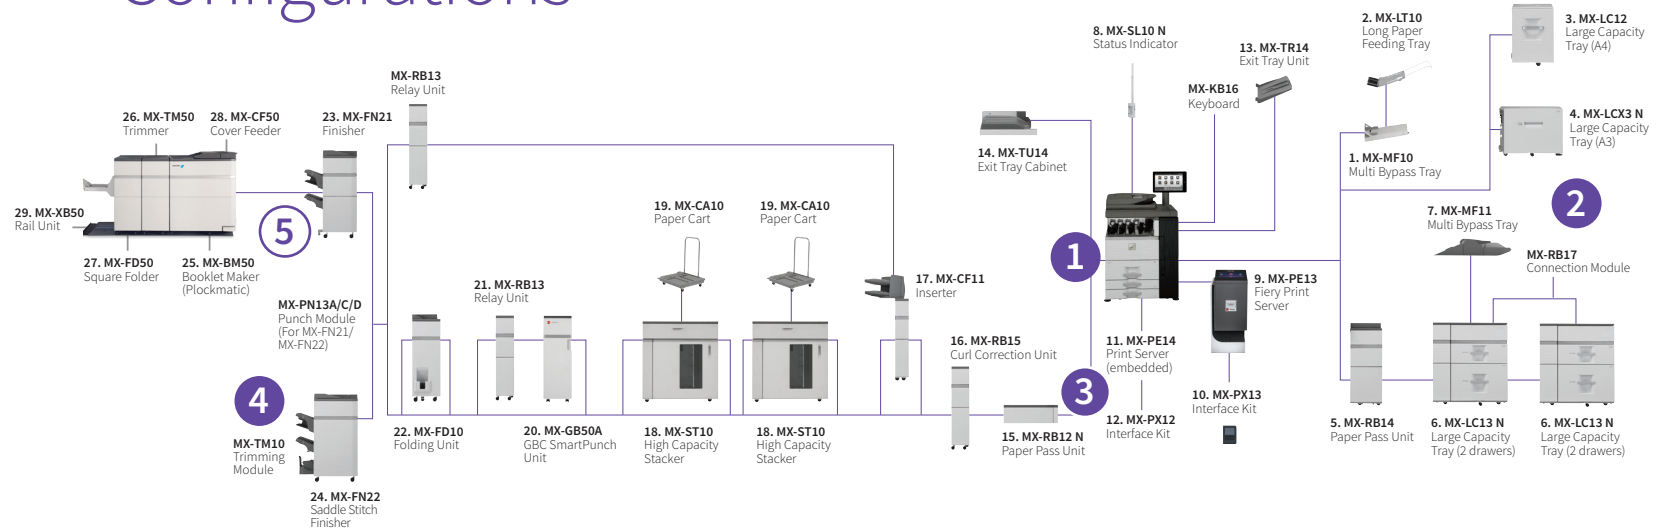 Configurations
8. MX-SL10 N
Status Indicator
13. MX-TR14
Exit Tray Unit
2. MX-LT10
Long Paper
Feeding Tray
3. MX-LC12
Large Capacity
Tray (A4)
MX-RB13
Relay Unit
MX-KB16
Keyboard
26. MX-TM50
Trimmer
28. MX-CF50
Cover Feeder
23. MX-FN21
Finisher
4. MX-LCX3 N
Large Capacity
Tray (A3)
14. MX-TU14
Exit Tray Cabinet
1. MX-MF10
Multi Bypass Tray
29. MX-XB50
Rail Unit
5
19. MX-CA10
Paper Cart
19. MX-CA10
Paper Cart
1
2
7. MX-MF11
Multi Bypass Tray
27. MX-FD50
Square Folder
25. MX-BM50
Booklet Maker
(Plockmatic)
MX-RB17
Connection Module
MX-PN13A/C/D
Punch Module
(For MX-FN21/
MX-FN22)
21. MX-RB13
Relay Unit
17. MX-CF11
Inserter
9. MX-PE13
Fiery Print
Server
16. MX-RB15
Curl Correction Unit
11. MX-PE14
Print Server
(embedded)
4
3
10. MX-PX13
Interface Kit
MX-TM10
Trimming
Module
22. MX-FD10
Folding Unit
20. MX-GB50A
GBC SmartPunch
Unit
18. MX-ST10
High Capacity
Stacker
18. MX-ST10
High Capacity
Stacker
15. MX-RB12 N
Paper Pass Unit
12. MX-PX12
Interface Kit
5. MX-RB14
Paper Pass Unit
6. MX-LC13 N
Large Capacity
Tray (2 drawers)
6. MX-LC13 N
Large Capacity
Tray (2 drawers)
24. MX-FN22
Saddle Stitch
Finisher